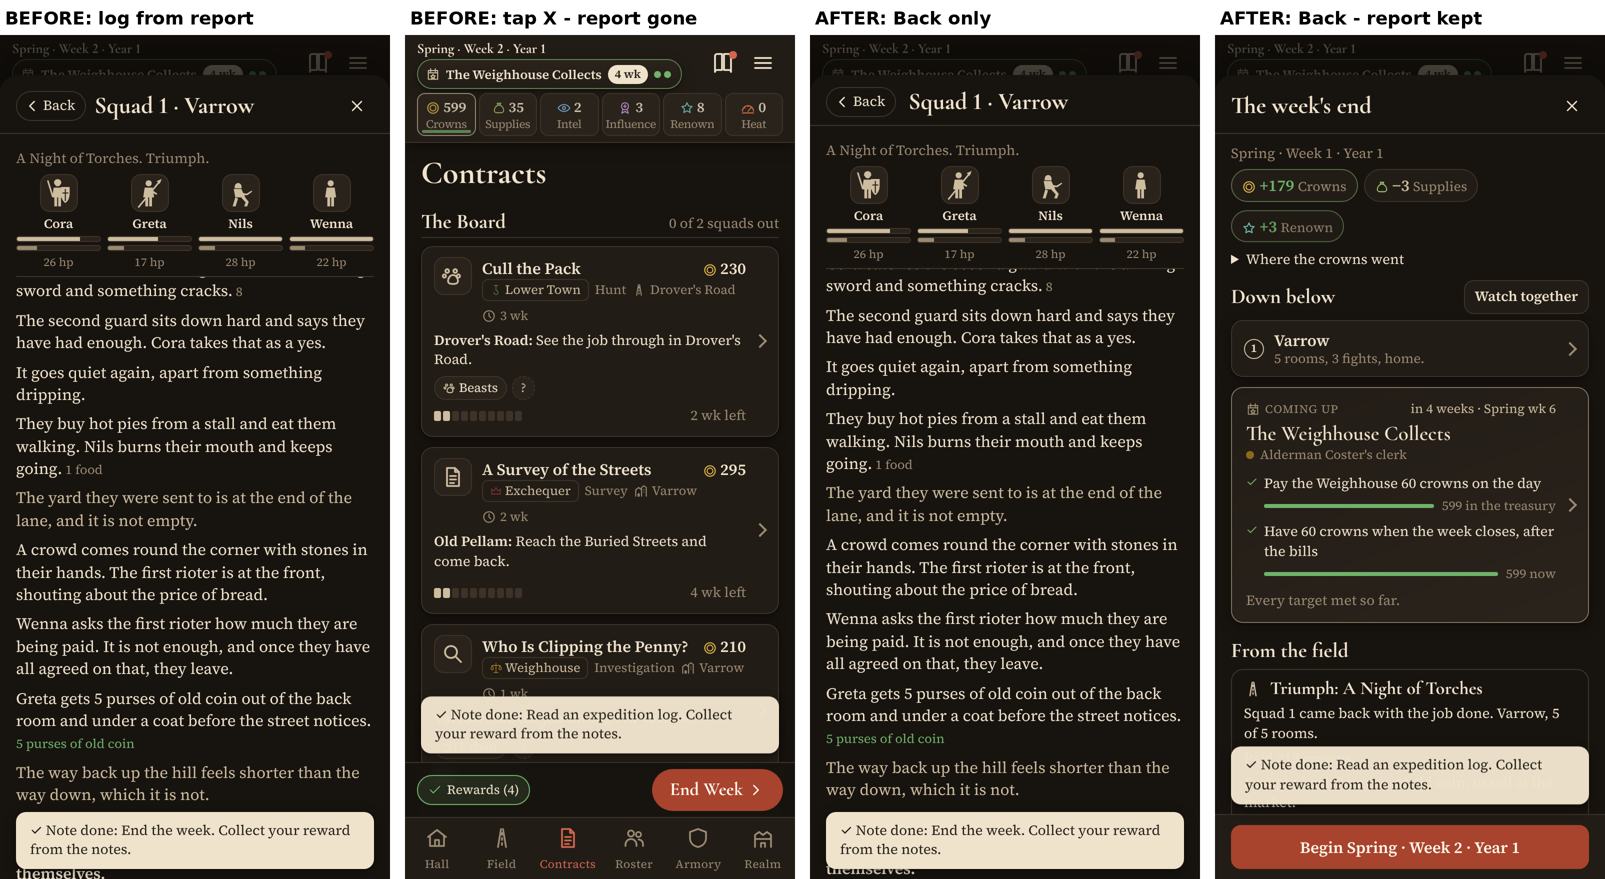 BEFORE: log from report
Spring · Week 2 · Year 1
The Weighhouse Collects 4 wk
Back
Squad 1 · Varrow
A Night of Torches. Triumph.
Cora Greta Nils Wenna
26 hp 17 hp 28 hp 22 hp
sword and something cracks. 8
The second guard sits down hard and says they
have had enough. Cora takes that as a yes.
It goes quiet again, apart from something
dripping.
They buy hot pies from a stall and eat them
walking. Nils burns their mouth and keeps
going. 1 food
The yard they were sent to is at the end of the
lane, and it is not empty.
A crowd comes round the corner with stones in
their hands. The first rioter is at the front,
shouting about the price of bread.
Wenna asks the first rioter how much they are
being paid. It is not enough, and once they have
all agreed on that, they leave.
Greta gets 5 purses of old coin out of the back
room and under a coat before the street notices.
5 purses of old coin
The way back up the hill feels shorter than the
way down, which it is not.
✓ Note done: End the week. Collect your reward
from the notes.
themselves.
BEFORE: tap X - report gone
Spring · Week 2 · Year 1
The Weighhouse Collects 4 wk
599 35 2 3 8 0
Crowns Supplies Intel Influence Renown Heat
Contracts
The Board 0 of 2 squads out
Cull the Pack 230
Lower Town Hunt Drover's Road
3 wk
Drover's Road: See the job through in Drover's
Road.
Beasts ?
2 wk left
A Survey of the Streets 295
Exchequer Survey Varrow
2 wk
Old Pellam: Reach the Buried Streets and
come back.
4 wk left
Who Is Clipping the Penny? 210
Weighhouse Investigation Varrow
1 wk
✓ Note done: Read an expedition log. Collect
your reward from the notes.
Rewards (4)
End Week
Hall Field Contracts Roster Armory Realm
AFTER: Back only
Spring · Week 2 · Year 1
The Weighhouse Collects 4 wk
Back
Squad 1 · Varrow
A Night of Torches. Triumph.
Cora Greta Nils Wenna
26 hp 17 hp 28 hp 22 hp
sword and something cracks. 8
The second guard sits down hard and says they
have had enough. Cora takes that as a yes.
It goes quiet again, apart from something
dripping.
They buy hot pies from a stall and eat them
walking. Nils burns their mouth and keeps
going. 1 food
The yard they were sent to is at the end of the
lane, and it is not empty.
A crowd comes round the corner with stones in
their hands. The first rioter is at the front,
shouting about the price of bread.
Wenna asks the first rioter how much they are
being paid. It is not enough, and once they have
all agreed on that, they leave.
Greta gets 5 purses of old coin out of the back
room and under a coat before the street notices.
5 purses of old coin
The way back up the hill feels shorter than the
way down, which it is not.
✓ Note done: End the week. Collect your reward
from the notes.
themselves.
AFTER: Back - report kept
Spring · Week 2 · Year 1
The Weighhouse Collects 4 wk
The week's end
Spring · Week 1 · Year 1
+179 Crowns −3 Supplies
+3 Renown
Where the crowns went
Down below
Watch together
1 Varrow
5 rooms, 3 fights, home.
COMING UP in 4 weeks · Spring wk 6
The Weighhouse Collects
Alderman Coster's clerk
✓ Pay the Weighhouse 60 crowns on the day
599 in the treasury
✓ Have 60 crowns when the week closes, after
the bills
599 now
Every target met so far.
From the field
Triumph: A Night of Torches
Squad 1 came back with the job done. Varrow, 5
of 5 rooms.
✓ Note done: Read an expedition log. Collect
your reward from the notes.
market.
Begin Spring · Week 2 · Year 1